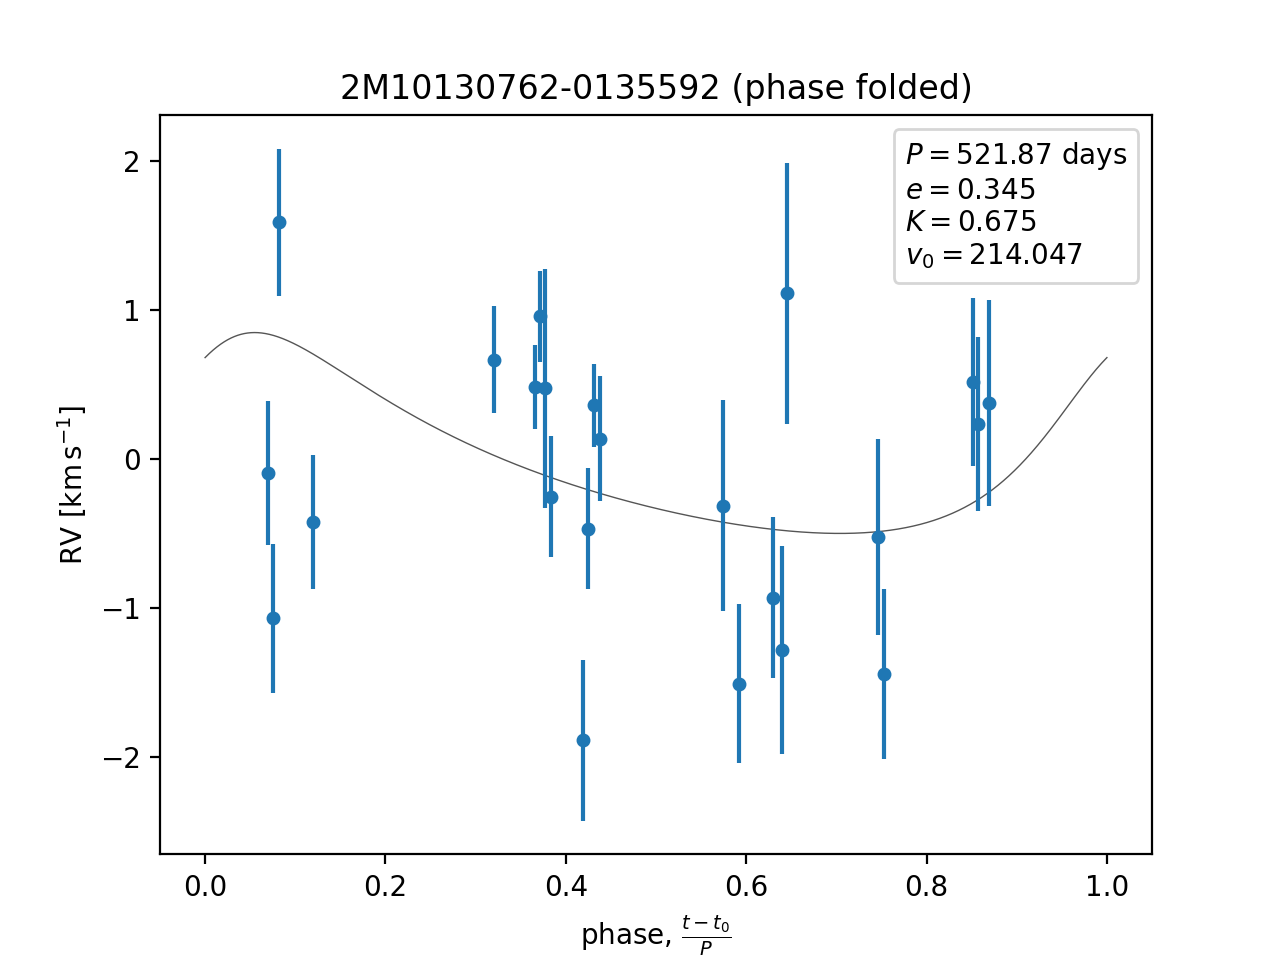 2M10130762-0135592 (phase folded)
P = 521.87 days
e = 0.345
K = 0.675
v₀ = 214.047
2
1
0
−1
−2
RV [km s⁻¹]
0.0 0.2 0.4 0.6 0.8 1.0
phase, (t − t₀)/P